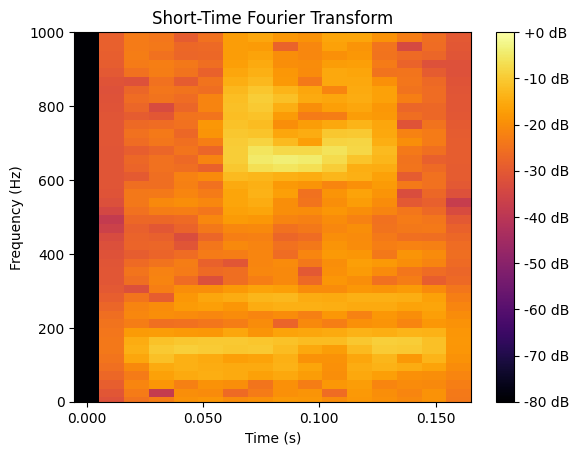 Short-Time Fourier Transform
Frequency (Hz)
1000
800
600
400
200
0
0.000
0.050
0.100
0.150
Time (s)
+0 dB
-10 dB
-20 dB
-30 dB
-40 dB
-50 dB
-60 dB
-70 dB
-80 dB